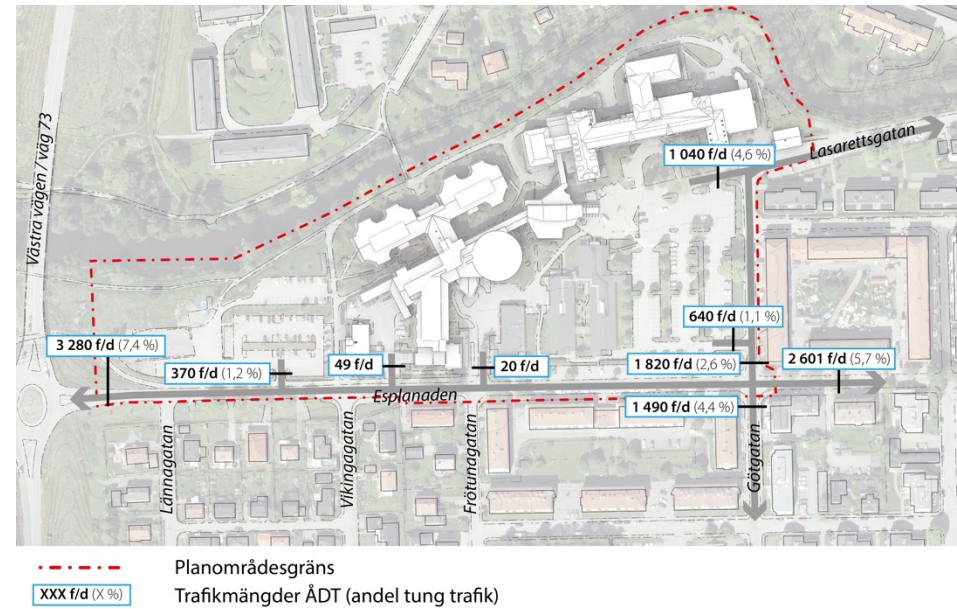 Västra vägen / väg 73
Lasarettsgatan
1 040 f/d (4,6 %)
640 f/d (1,1 %)
3 280 f/d (7,4 %)
370 f/d (1,2 %)
49 f/d
20 f/d
1 820 f/d (2,6 %)
2 601 f/d (5,7 %)
Esplanaden
1 490 f/d (4,4 %)
Lännagatan
Vikingagatan
Frötunagatan
Götgatan
Planområdesgräns
XXX f/d (X %)
Trafikmängder ÅDT (andel tung trafik)